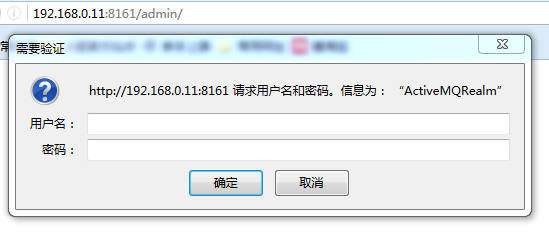 192.168.0.11:8161/admin/
需要验证
http://192.168.0.11:8161 请求用户名和密码。信息为： “ActiveMQRealm”
用户名：
密码：
确定 取消